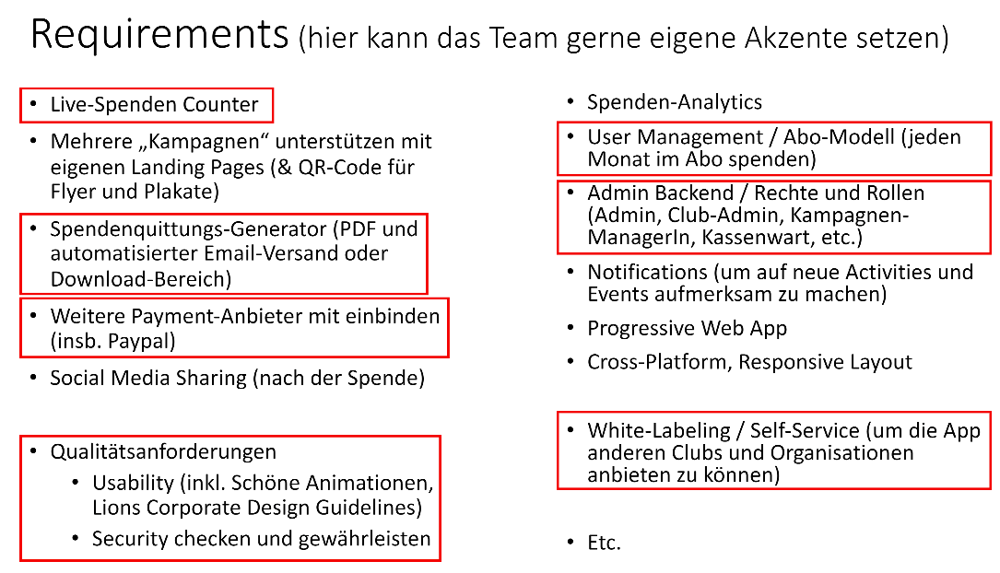 Requirements (hier kann das Team gerne eigene Akzente setzen)
• Live-Spenden Counter
• Mehrere „Kampagnen“ unterstützen mit
eigenen Landing Pages (& QR-Code für
Flyer und Plakate)
• Spendenquittungs-Generator (PDF und
automatisierter Email-Versand oder
Download-Bereich)
• Weitere Payment-Anbieter mit einbinden
(insb. Paypal)
• Social Media Sharing (nach der Spende)
• Qualitätsanforderungen
• Usability (inkl. Schöne Animationen,
Lions Corporate Design Guidelines)
• Security checken und gewährleisten
• Spenden-Analytics
• User Management / Abo-Modell (jeden
Monat im Abo spenden)
• Admin Backend / Rechte und Rollen
(Admin, Club-Admin, Kampagnen-
ManagerIn, Kassenwart, etc.)
• Notifications (um auf neue Activities und
Events aufmerksam zu machen)
• Progressive Web App
• Cross-Platform, Responsive Layout
• White-Labeling / Self-Service (um die App
anderen Clubs und Organisationen
anbieten zu können)
• Etc.